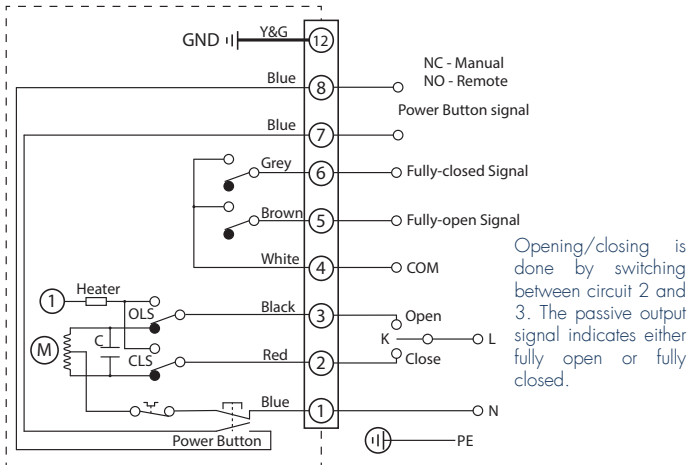 GND
Y&G
12
Blue
8
NC - Manual
NO - Remote
Power Button signal
Blue
7
Grey
6
Fully-closed Signal
Brown
5
Fully-open Signal
White
4
COM
1
Heater
OLS
Black
3
Open
K
L
M
C
CLS
Red
2
Close
Blue
1
N
Power Button
PE
Opening/closing is
done by switching
between circuit 2 and
3. The passive output
signal indicates either
fully open or fully
closed.